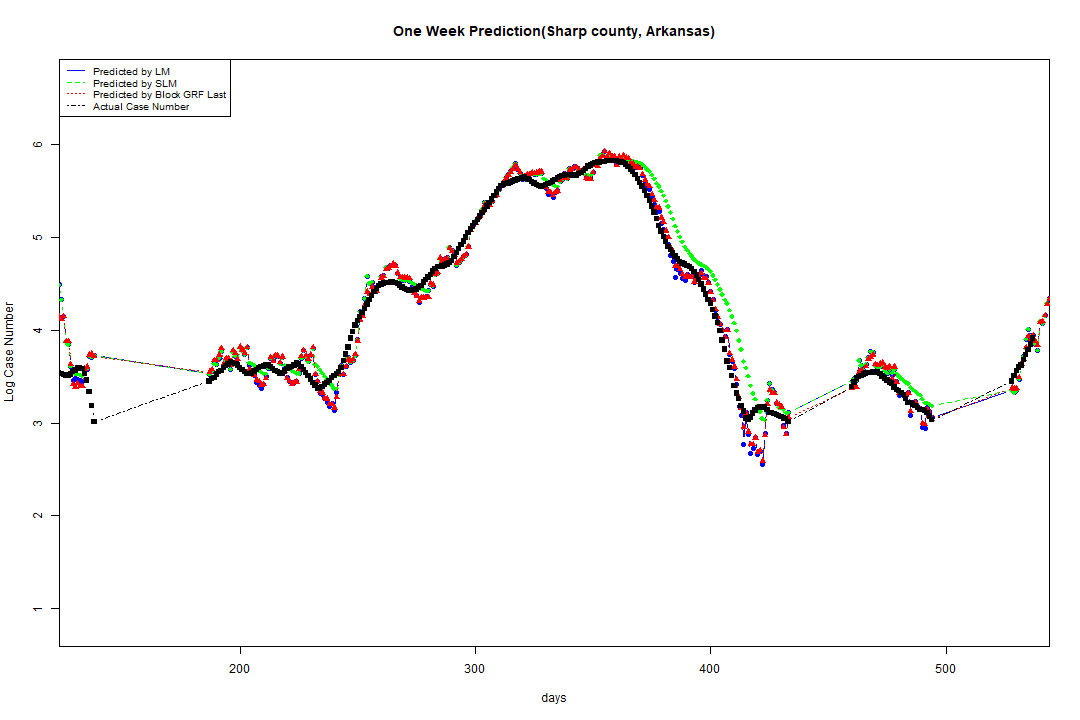 One Week Prediction(Sharp county, Arkansas)
Predicted by LM
Predicted by SLM
Predicted by Block GRF Last
Actual Case Number
6
5
4
3
2
1
Log Case Number
200 300 400 500
days